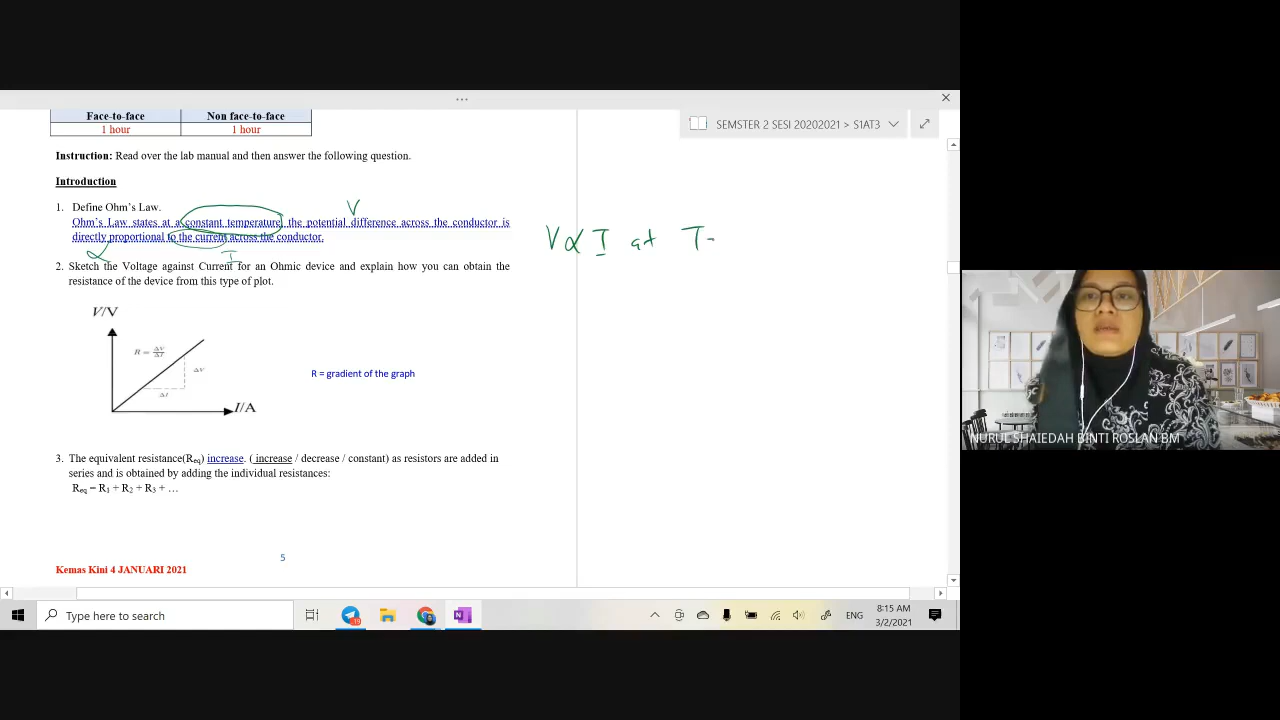 Face-to-face Non face-to-face
SEMSTER 2 SESI 20202021 > S1AT3
1 hour 1 hour
Instruction: Read over the lab manual and then answer the following question.
Introduction
1. Define Ohm's Law.
V
Ohm's Law states at a constant temperature the potential difference across the conductor is
directly proportional to the current across the conductor.
V ∝ I at T-
∝ I
2. Sketch the Voltage against Current for an Ohmic device and explain how you can obtain the
resistance of the device from this type of plot.
V/V
R = ΔV/ΔI
ΔV
R = gradient of the graph
ΔI
I/A
3. The equivalent resistance(Req) increase. ( increase / decrease / constant) as resistors are added in
series and is obtained by adding the individual resistances:
Req = R1 + R2 + R3 + …
5
Kemas Kini 4 JANUARI 2021
NURUL SHAIEDAH BINTI ROSLAN BM
Type here to search
ENG
8:15 AM
3/2/2021